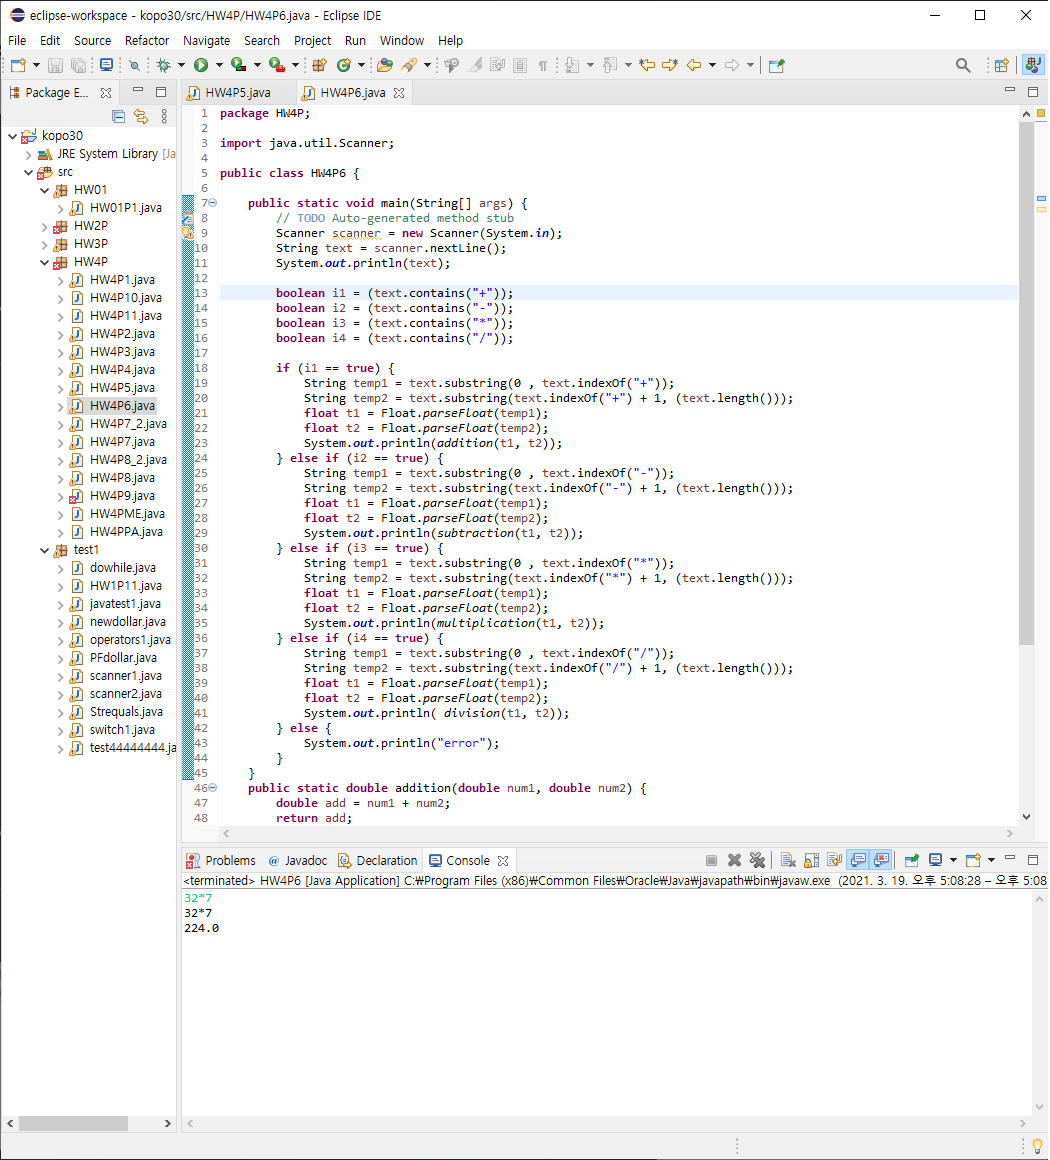 eclipse-workspace - kopo30/src/HW4P/HW4P6.java - Eclipse IDE
File Edit Source Refactor Navigate Search Project Run Window Help
Package E...
HW4P5.java HW4P6.java
kopo30
JRE System Library [Ja
src
HW01
HW01P1.java
HW2P
HW3P
HW4P
HW4P1.java
HW4P10.java
HW4P11.java
HW4P2.java
HW4P3.java
HW4P4.java
HW4P5.java
HW4P6.java
HW4P7_2.java
HW4P7.java
HW4P8_2.java
HW4P8.java
HW4P9.java
HW4PME.java
HW4PPA.java
test1
dowhile.java
HW1P11.java
javatest1.java
newdollar.java
operators1.java
PFdollar.java
scanner1.java
scanner2.java
Strequals.java
switch1.java
test44444444.ja
1 package HW4P;
2
3 import java.util.Scanner;
4
5 public class HW4P6 {
6
7 public static void main(String[] args) {
8 // TODO Auto-generated method stub
9 Scanner scanner = new Scanner(System.in);
10 String text = scanner.nextLine();
11 System.out.println(text);
12
13 boolean i1 = (text.contains("+"));
14 boolean i2 = (text.contains("-"));
15 boolean i3 = (text.contains("*"));
16 boolean i4 = (text.contains("/"));
17
18 if (i1 == true) {
19 String temp1 = text.substring(0 , text.indexOf("+"));
20 String temp2 = text.substring(text.indexOf("+") + 1, (text.length()));
21 float t1 = Float.parseFloat(temp1);
22 float t2 = Float.parseFloat(temp2);
23 System.out.println(addition(t1, t2));
24 } else if (i2 == true) {
25 String temp1 = text.substring(0 , text.indexOf("-"));
26 String temp2 = text.substring(text.indexOf("-") + 1, (text.length()));
27 float t1 = Float.parseFloat(temp1);
28 float t2 = Float.parseFloat(temp2);
29 System.out.println(subtraction(t1, t2));
30 } else if (i3 == true) {
31 String temp1 = text.substring(0 , text.indexOf("*"));
32 String temp2 = text.substring(text.indexOf("*") + 1, (text.length()));
33 float t1 = Float.parseFloat(temp1);
34 float t2 = Float.parseFloat(temp2);
35 System.out.println(multiplication(t1, t2));
36 } else if (i4 == true) {
37 String temp1 = text.substring(0 , text.indexOf("/"));
38 String temp2 = text.substring(text.indexOf("/") + 1, (text.length()));
39 float t1 = Float.parseFloat(temp1);
40 float t2 = Float.parseFloat(temp2);
41 System.out.println( division(t1, t2));
42 } else {
43 System.out.println("error");
44 }
45 }
46 public static double addition(double num1, double num2) {
47 double add = num1 + num2;
48 return add;
Problems @ Javadoc Declaration Console
<terminated> HW4P6 [Java Application] C:₩Program Files (x86)₩Common Files₩Oracle₩Java₩javapath₩bin₩javaw.exe (2021. 3. 19. 오후 5:08:28 – 오후 5:08
32*7
32*7
224.0